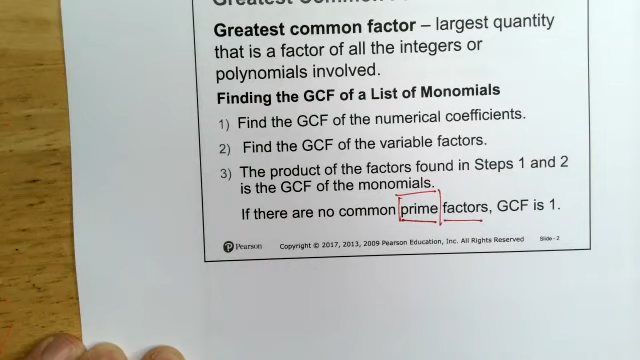 Greatest Common
Greatest common factor – largest quantity
that is a factor of all the integers or
polynomials involved.
Finding the GCF of a List of Monomials
1) Find the GCF of the numerical coefficients.
2) Find the GCF of the variable factors.
3) The product of the factors found in Steps 1 and 2
is the GCF of the monomials.
If there are no common prime factors, GCF is 1.
Pearson Copyright © 2017, 2013, 2009 Pearson Education, Inc. All Rights Reserved Slide - 2